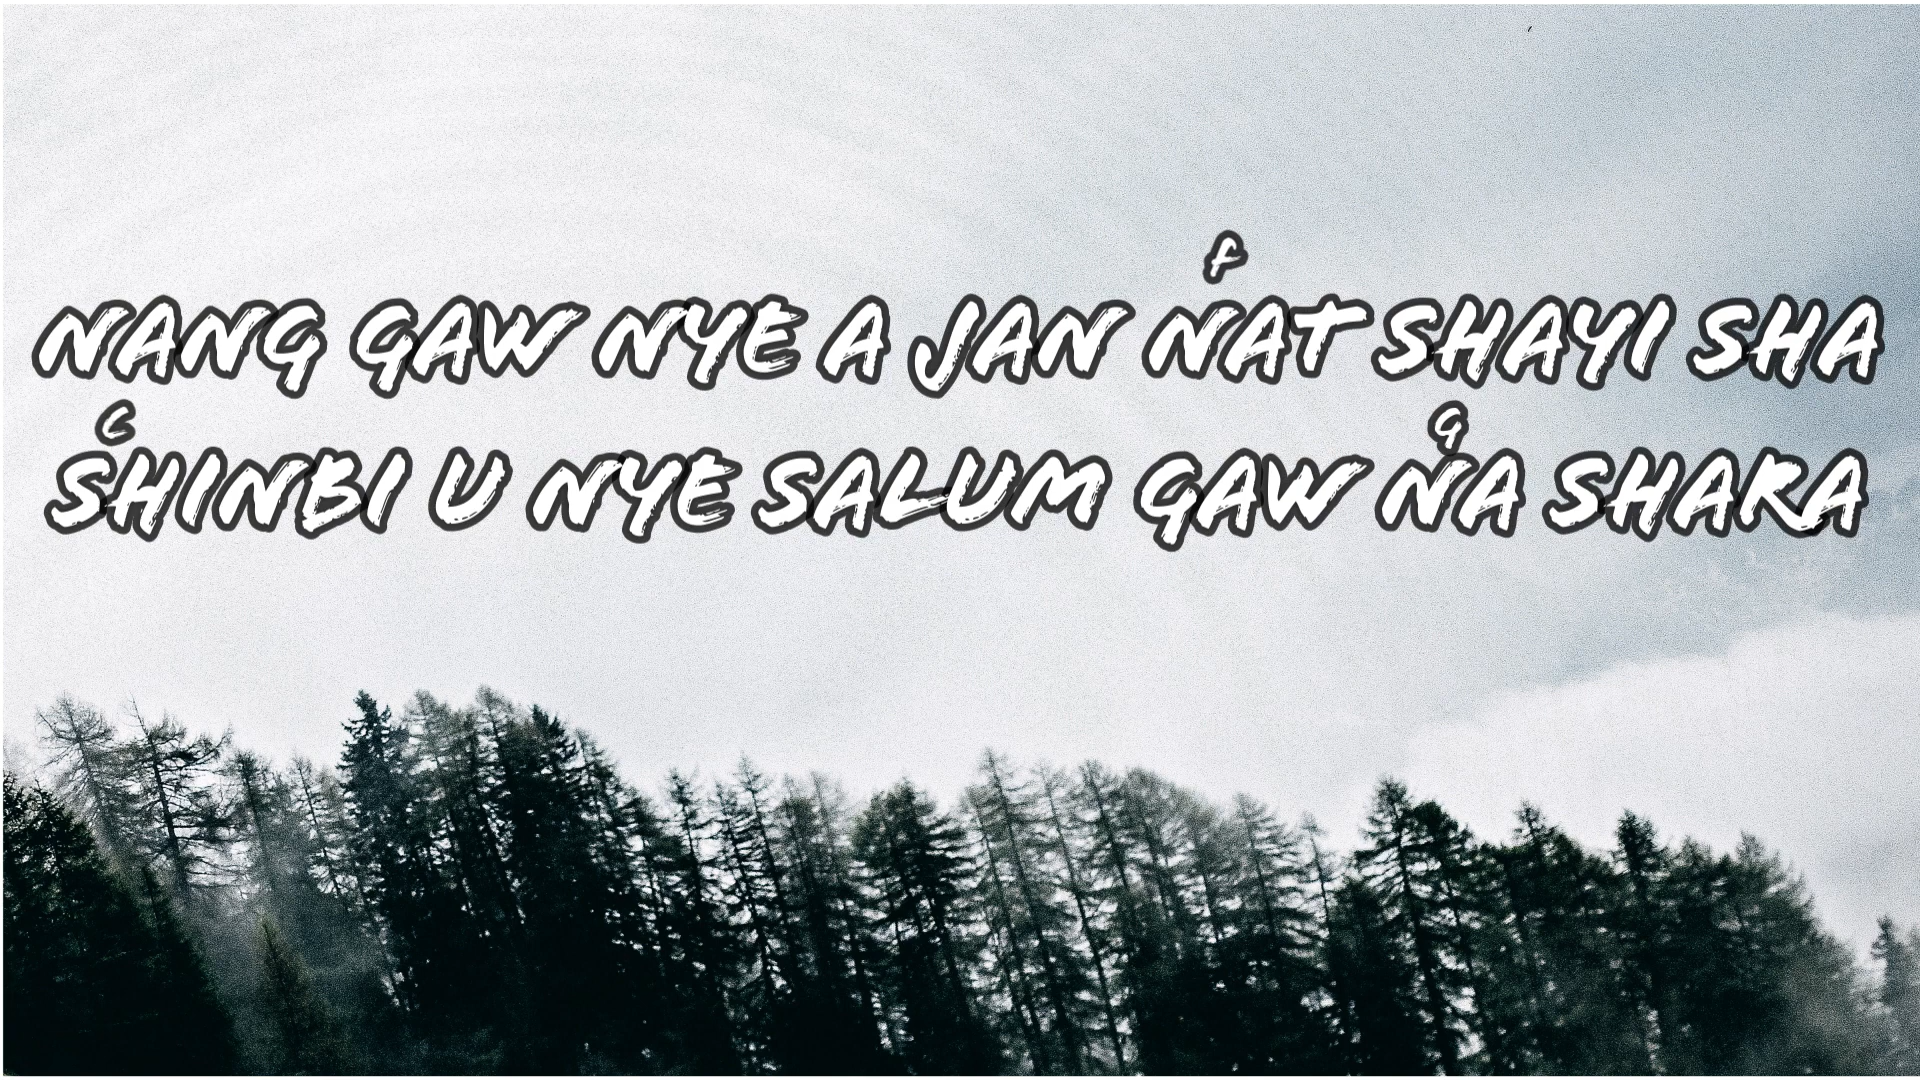 F
NANG GAW NYE A JAN NAT SHAYI SHA
C G
SHINBI U NYE SALUM GAW NA SHARA